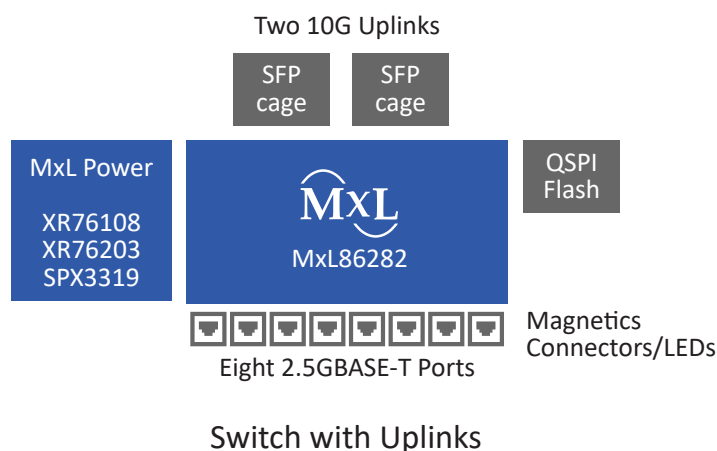 Two 10G Uplinks
SFP
cage
SFP
cage
MxL Power
XR76108
XR76203
SPX3319
MxL
MxL86282
QSPI
Flash
Magnetics
Connectors/LEDs
Eight 2.5GBASE-T Ports
Switch with Uplinks